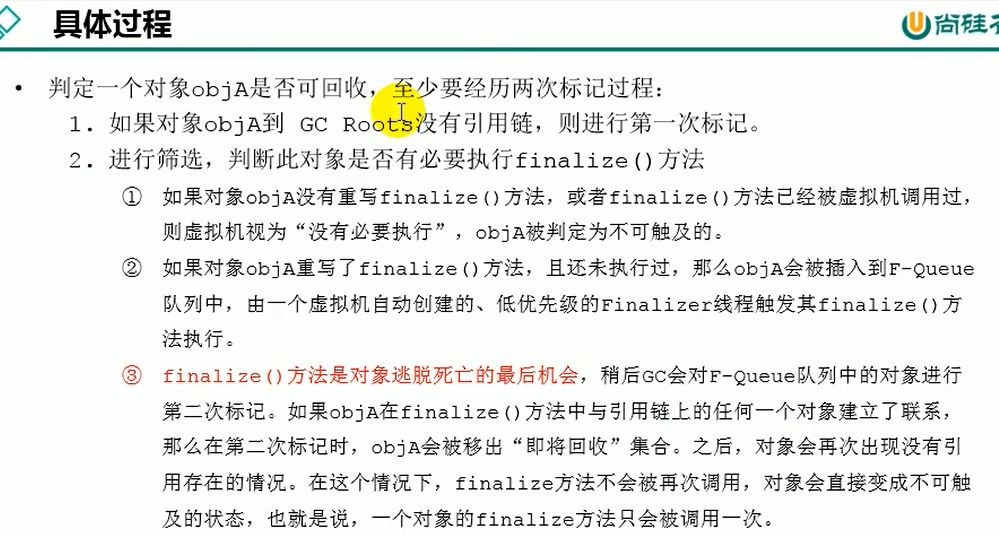 具体过程
尚硅
• 判定一个对象objA是否可回收，至少要经历两次标记过程：
1. 如果对象objA到 GC Roots没有引用链，则进行第一次标记。
2. 进行筛选，判断此对象是否有必要执行finalize()方法
① 如果对象objA没有重写finalize()方法，或者finalize()方法已经被虚拟机调用过，
则虚拟机视为“没有必要执行”，objA被判定为不可触及的。
② 如果对象objA重写了finalize()方法，且还未执行过，那么objA会被插入到F-Queue
队列中，由一个虚拟机自动创建的、低优先级的Finalizer线程触发其finalize()方
法执行。
③ finalize()方法是对象逃脱死亡的最后机会，稍后GC会对F-Queue队列中的对象进行
第二次标记。如果objA在finalize()方法中与引用链上的任何一个对象建立了联系，
那么在第二次标记时，objA会被移出“即将回收”集合。之后，对象会再次出现没有引
用存在的情况。在这个情况下，finalize方法不会被再次调用，对象会直接变成不可触
及的状态，也就是说，一个对象的finalize方法只会被调用一次。